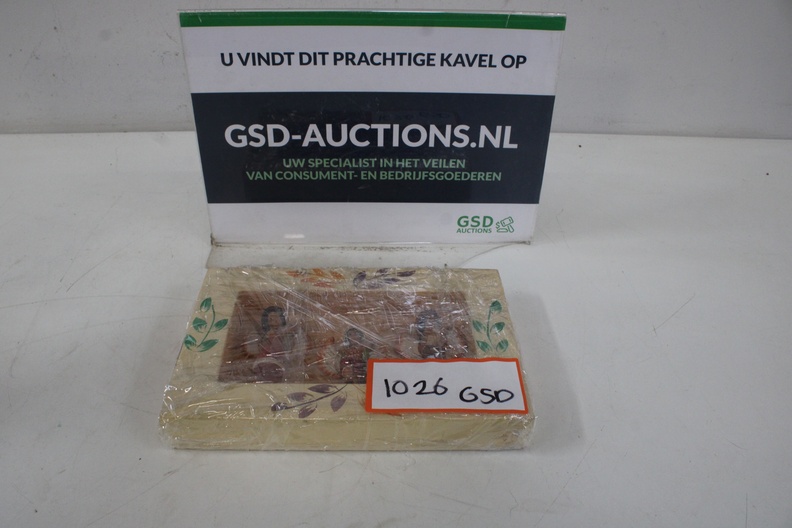 U VINDT DIT PRACHTIGE KAVEL OP
GSD-AUCTIONS.NL
UW SPECIALIST IN HET VEILEN
VAN CONSUMENT- EN BEDRIJFSGOEDEREN
GSD
AUCTIONS
1026 GSD